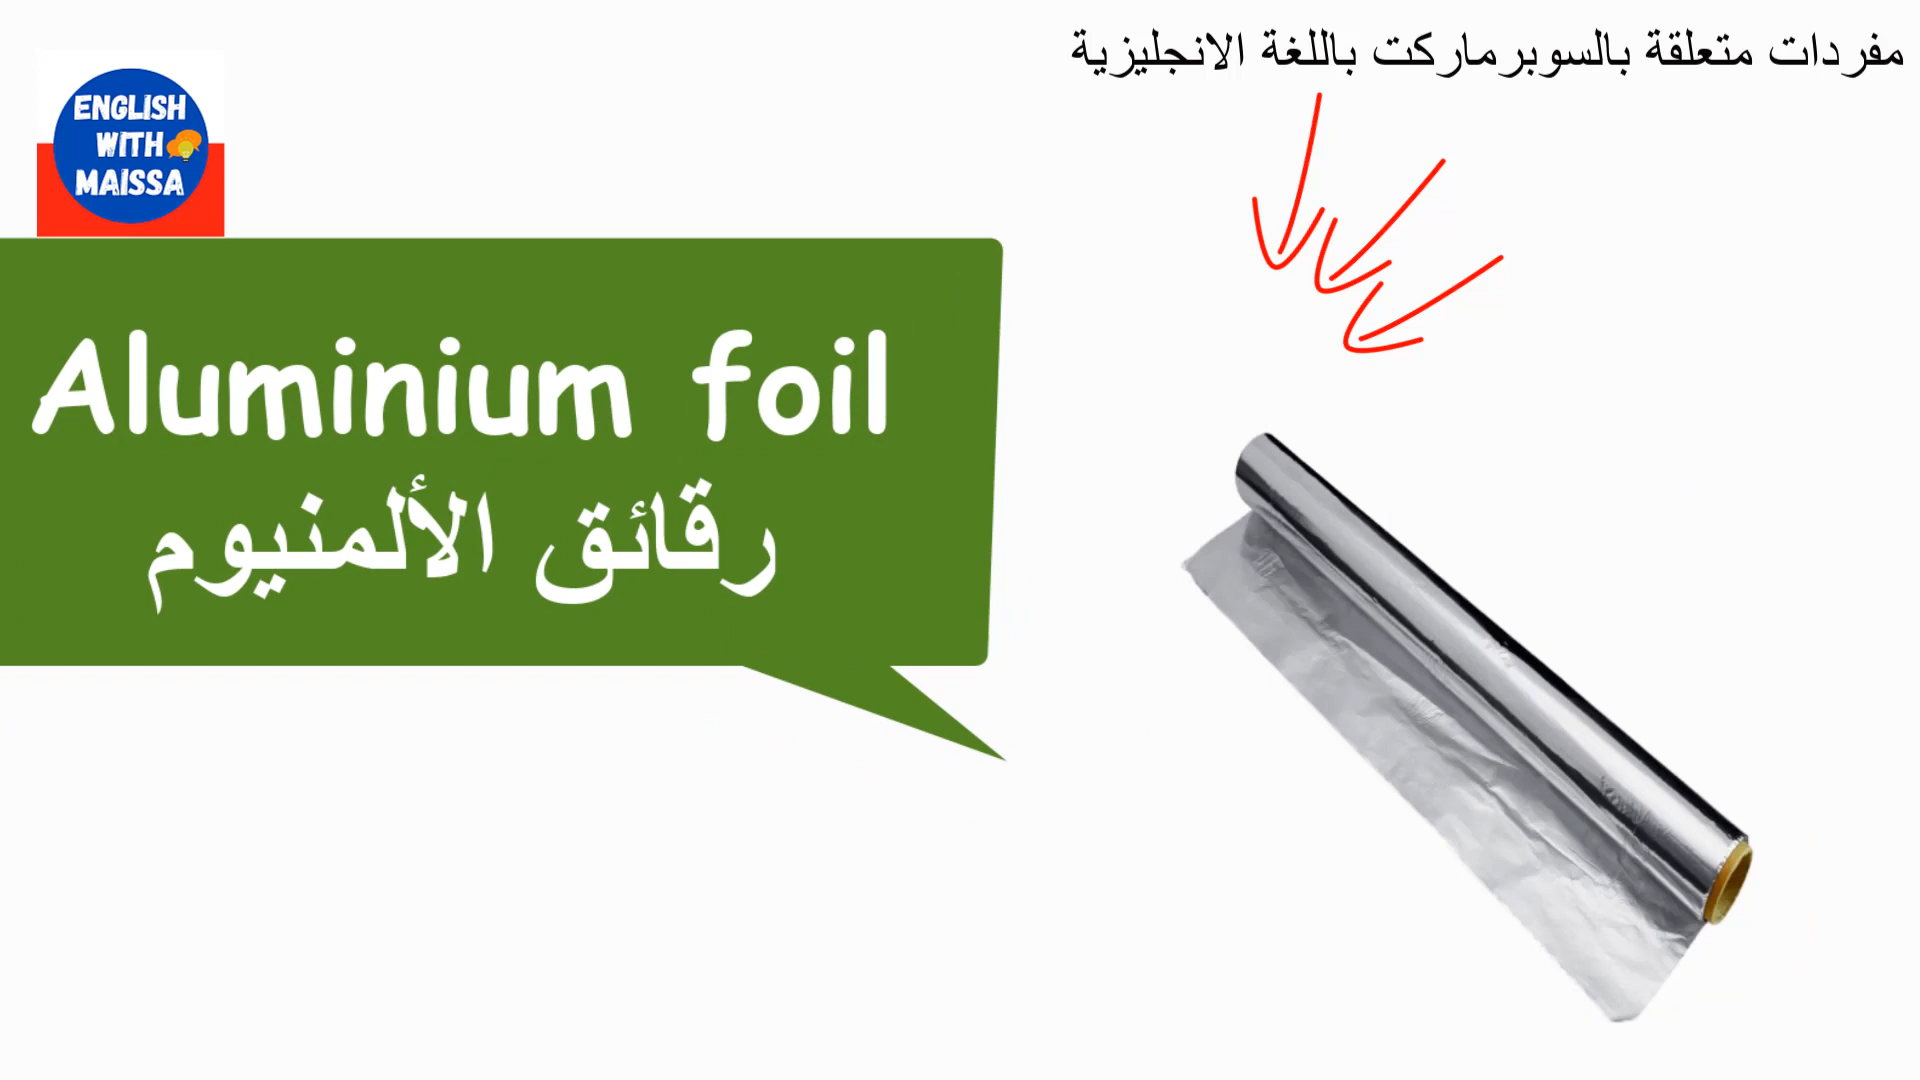 مفردات متعلقة بالسوبرماركت باللغة الانجليزية
ENGLISH
WITH
MAISSA
Aluminium foil
رقائق الألمنيوم